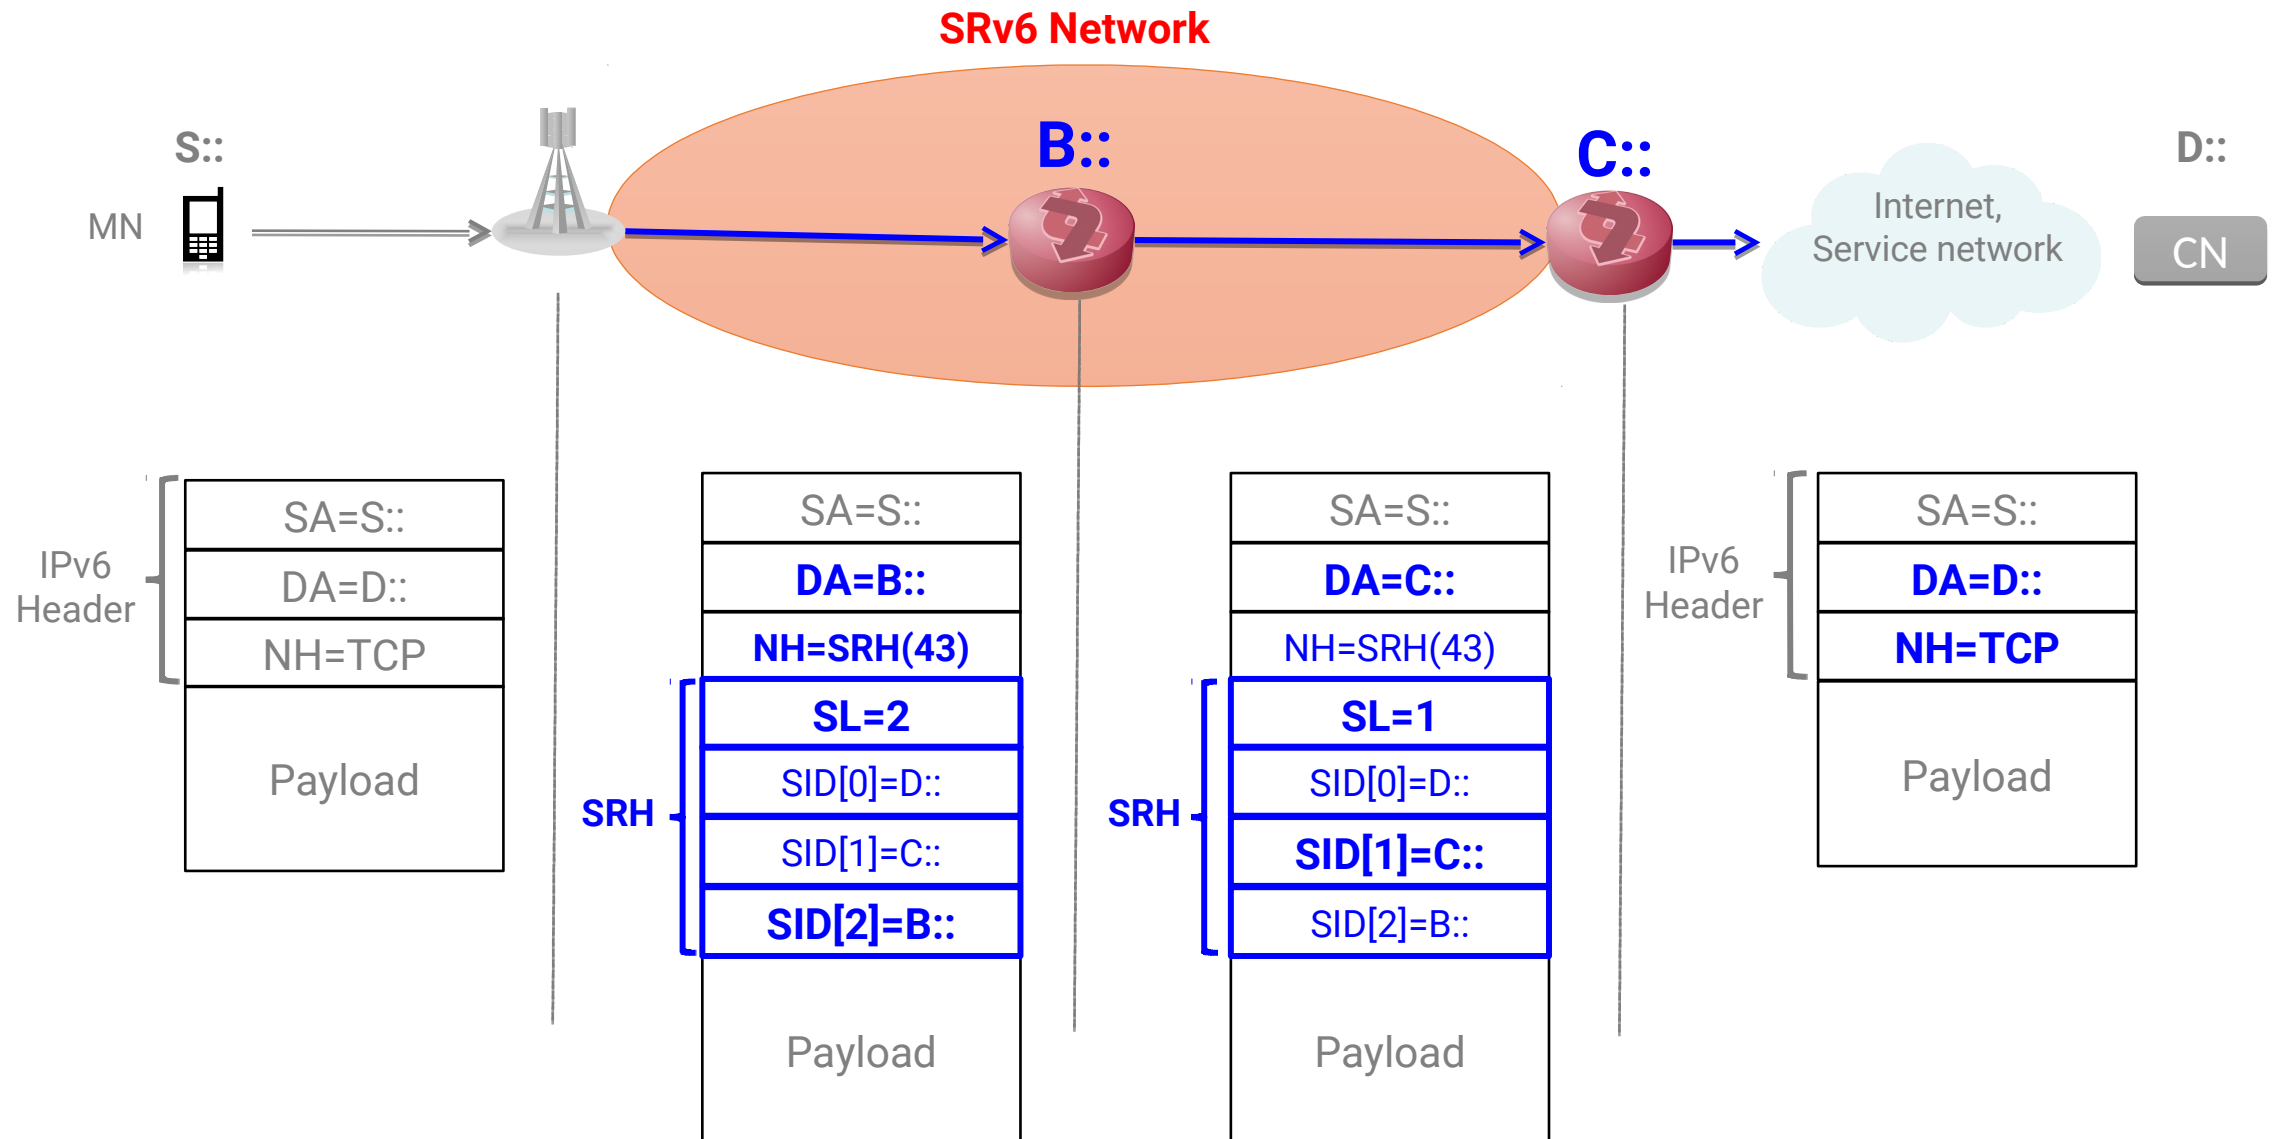 SRv6 Network
S::
B::
C::
D::
MN
Internet,
Service network
CN
IPv6
Header
SA=S::
DA=D::
NH=TCP
Payload
SRH
SA=S::
DA=B::
NH=SRH(43)
SL=2
SID[0]=D::
SID[1]=C::
SID[2]=B::
Payload
SRH
SA=S::
DA=C::
NH=SRH(43)
SL=1
SID[0]=D::
SID[1]=C::
SID[2]=B::
Payload
IPv6
Header
SA=S::
DA=D::
NH=TCP
Payload